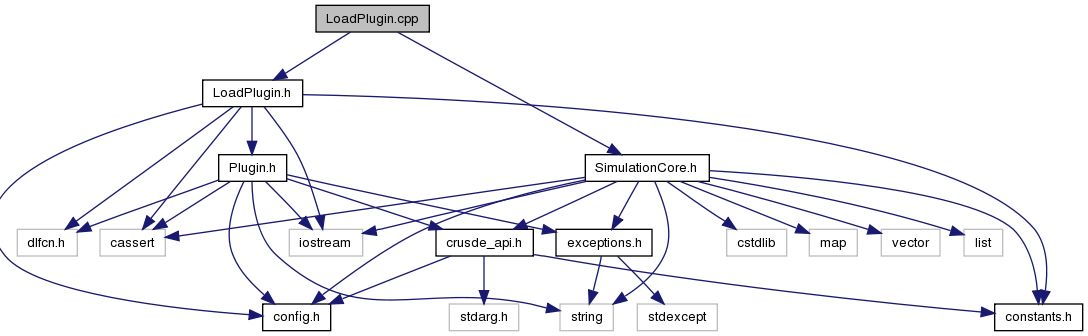 LoadPlugin.cpp
LoadPlugin.h
Plugin.h
SimulationCore.h
dlfcn.h
cassert
iostream
crusde_api.h
exceptions.h
cstdlib
map
vector
list
config.h
stdarg.h
string
stdexcept
constants.h